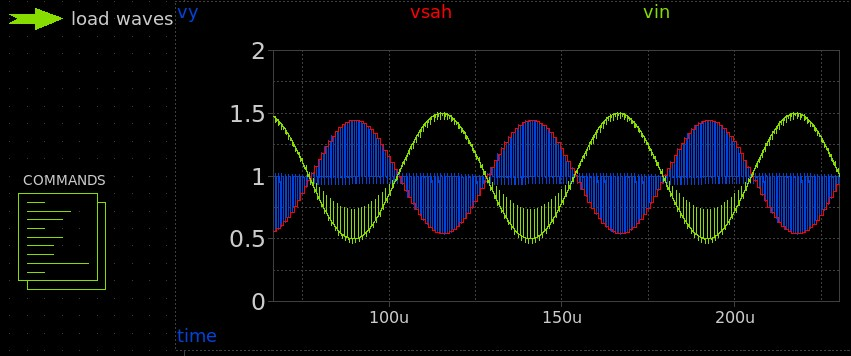 load waves
vy vsah vin
COMMANDS
2
1.5
1
0.5
0
100u 150u 200u
time